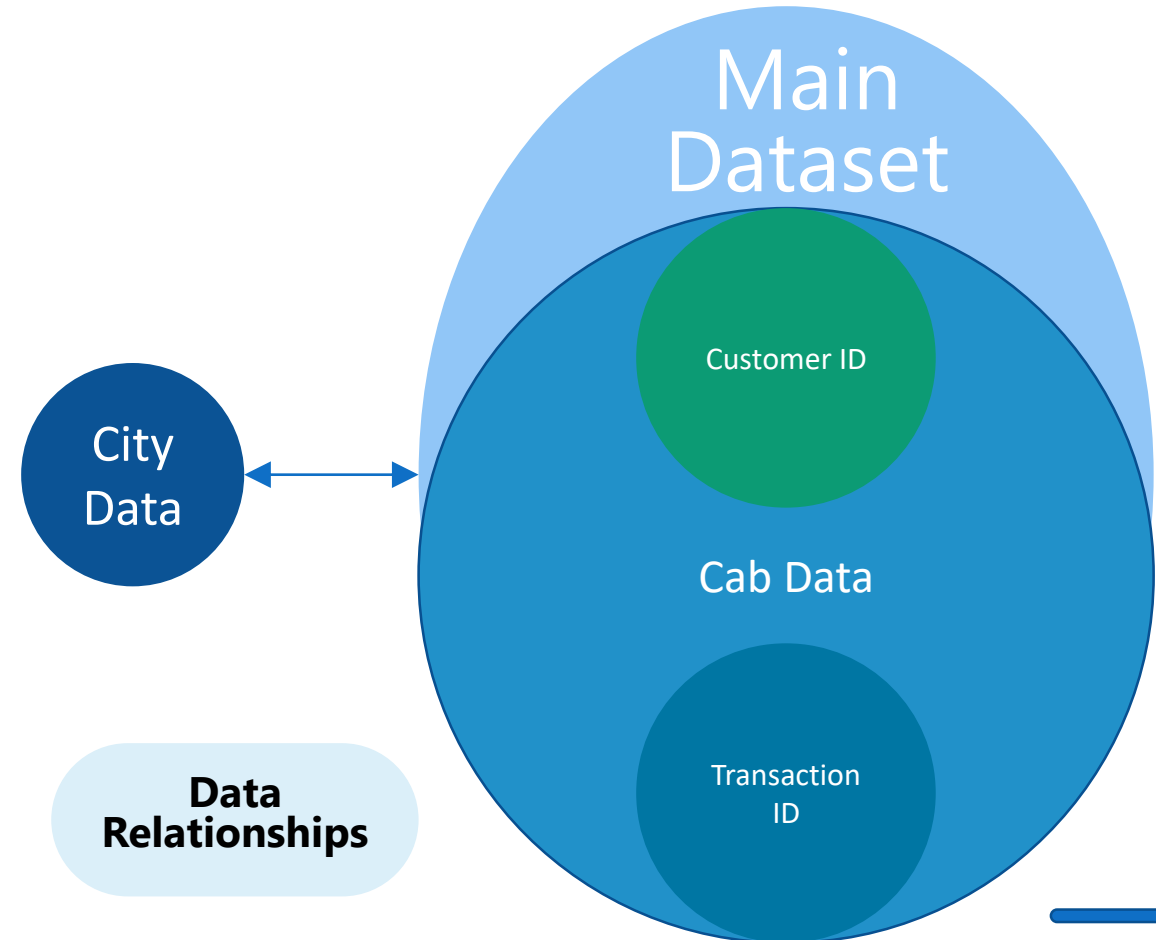 Main
Dataset
Customer ID
City
Data
Cab Data
Transaction
ID
Data
Relationships